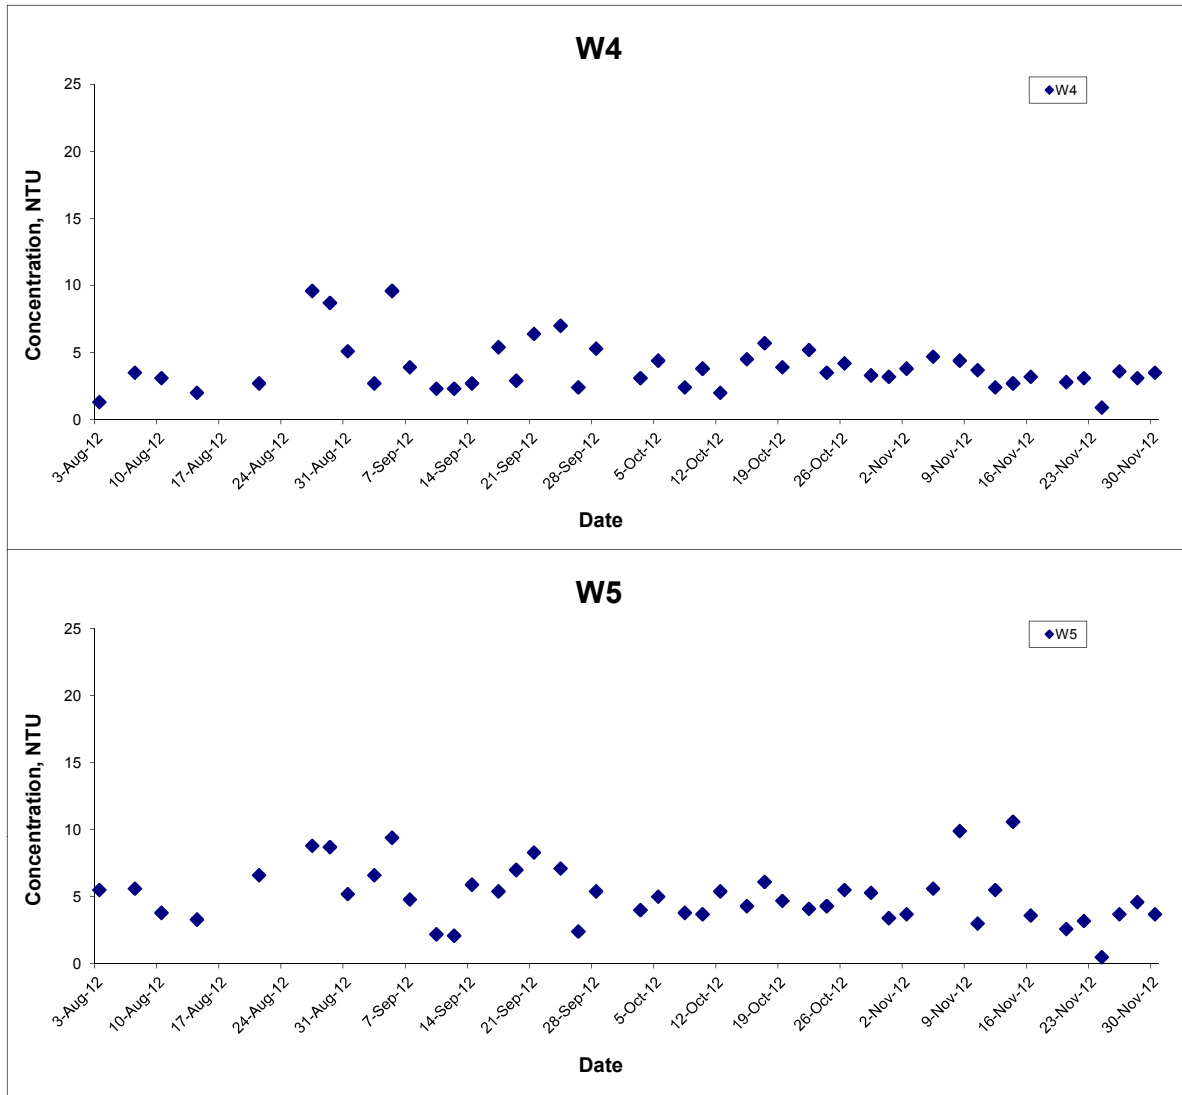 W4
W4
25
20
15
10
5
0
Concentration, NTU
3-Aug-12
10-Aug-12
17-Aug-12
24-Aug-12
31-Aug-12
7-Sep-12
14-Sep-12
21-Sep-12
28-Sep-12
5-Oct-12
12-Oct-12
19-Oct-12
26-Oct-12
2-Nov-12
9-Nov-12
16-Nov-12
23-Nov-12
30-Nov-12
Date
W5
W5
25
20
15
10
5
0
Concentration, NTU
3-Aug-12
10-Aug-12
17-Aug-12
24-Aug-12
31-Aug-12
7-Sep-12
14-Sep-12
21-Sep-12
28-Sep-12
5-Oct-12
12-Oct-12
19-Oct-12
26-Oct-12
2-Nov-12
9-Nov-12
16-Nov-12
23-Nov-12
30-Nov-12
Date